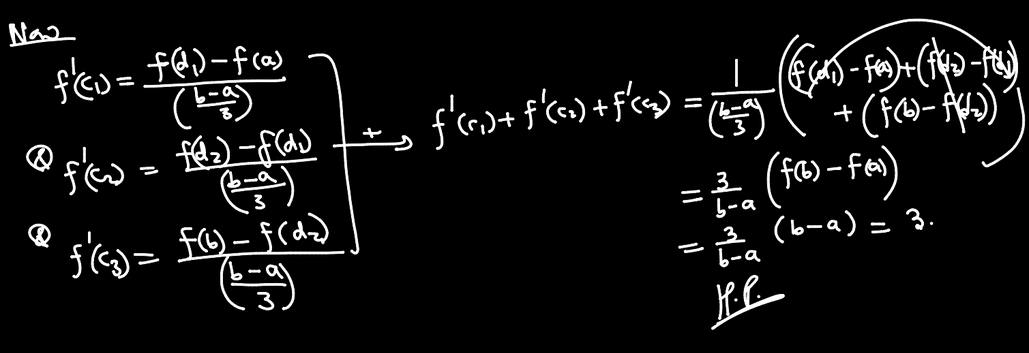 Now
f'(c₁) = f(d₁) - f(a) / ((b-a)/3)
& f'(c₂) = f(d₂) - f(d₁) / ((b-a)/3)
& f'(c₃) = f(b) - f(d₂) / ((b-a)/3)
+ → f'(c₁) + f'(c₂) + f'(c₃) = 1 / ((b-a)/3) ( (f(d₁) - f(a)) + (f(d₂) - f(d₁))
+ (f(b) - f(d₂)) )
= 3/(b-a) (f(b) - f(a))
= 3/(b-a) (b-a) = 3.
H.P.